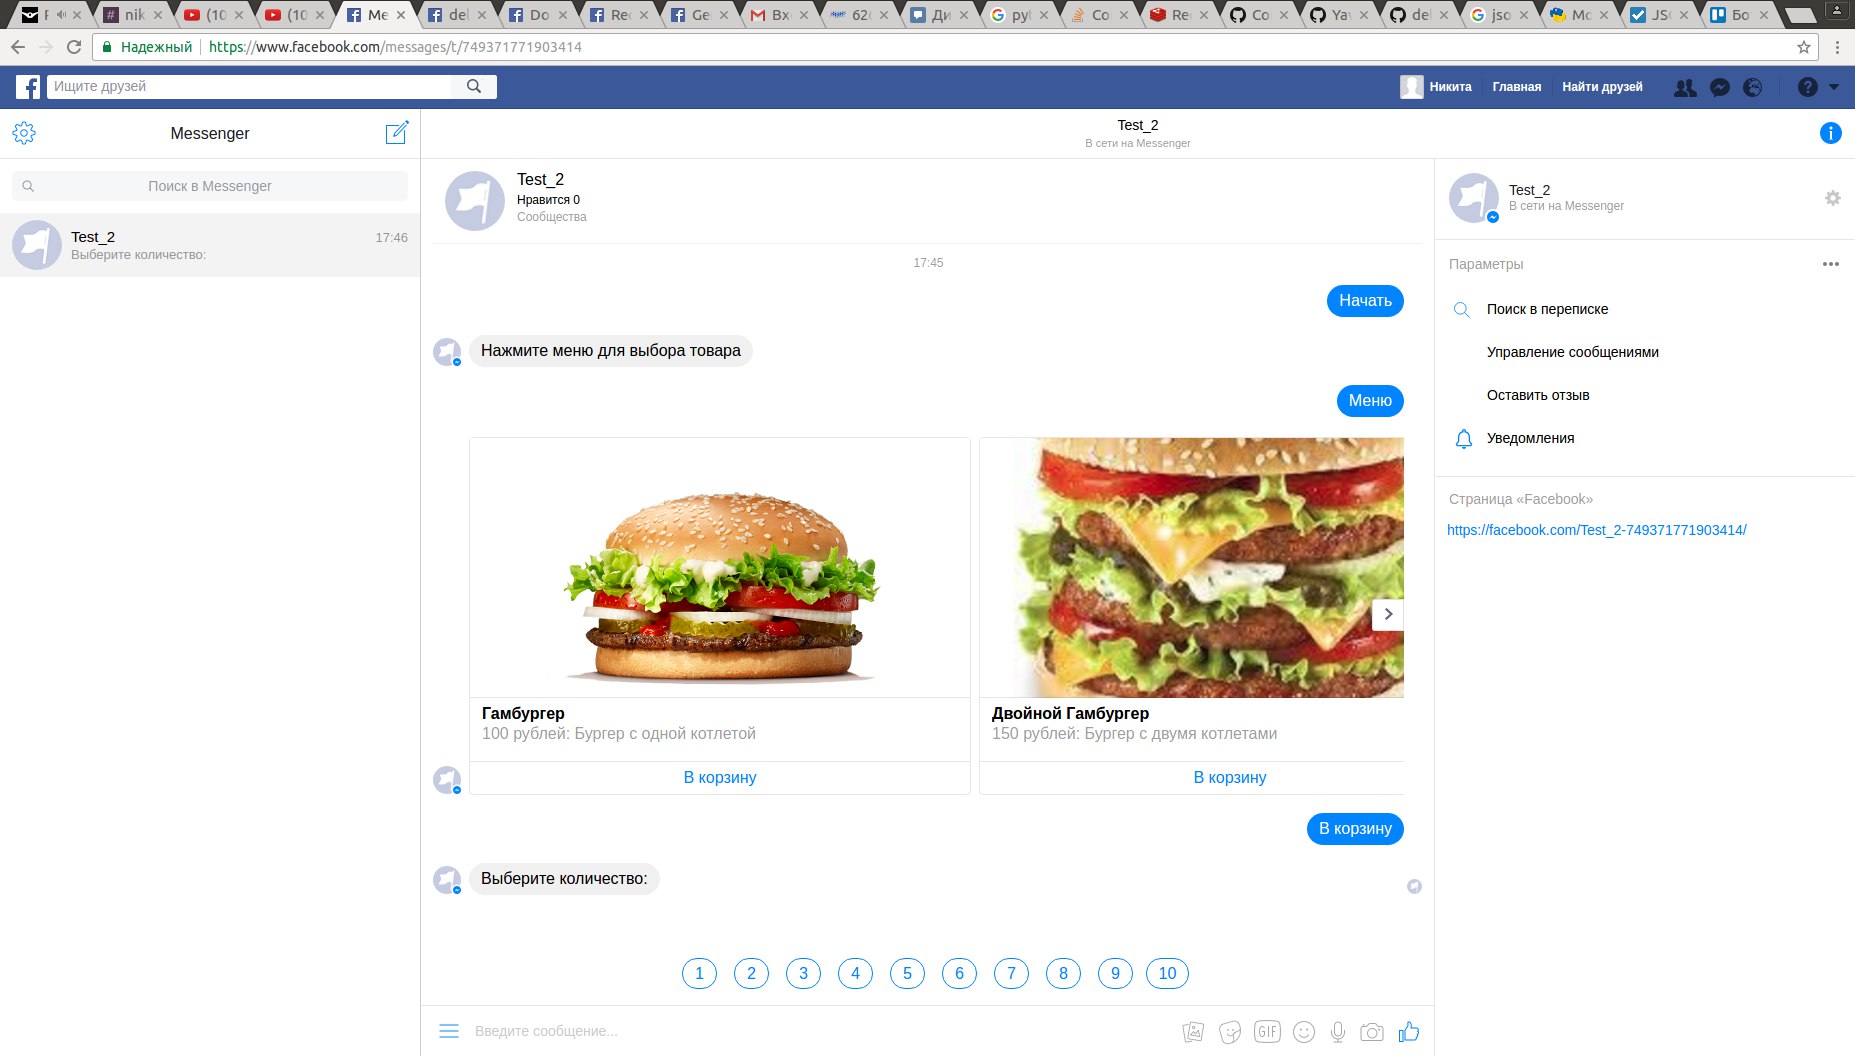 F
nik
(10
(10
Me
del
Do
Rec
Ge
Вх
62
Ди
pyt
Co
Re
Co
Ya
del
jso
Mc
JS
Бо
Надежный
https://www.facebook.com/messages/t/749371771903414
Ищите друзей
Никита
Главная
Найти друзей
Messenger
Поиск в Messenger
Test_2
17:46
Выберите количество:
Test_2
В сети на Messenger
Test_2
Нравится 0
Сообщества
17:45
Начать
Нажмите меню для выбора товара
Меню
Гамбургер
100 рублей: Бургер с одной котлетой
В корзину
Двойной Гамбургер
150 рублей: Бургер с двумя котлетами
В корзину
В корзину
Выберите количество:
1 2 3 4 5 6 7 8 9 10
Введите сообщение...
GIF
Test_2
В сети на Messenger
Параметры
Поиск в переписке
Управление сообщениями
Оставить отзыв
Уведомления
Страница «Facebook»
https://facebook.com/Test_2-749371771903414/